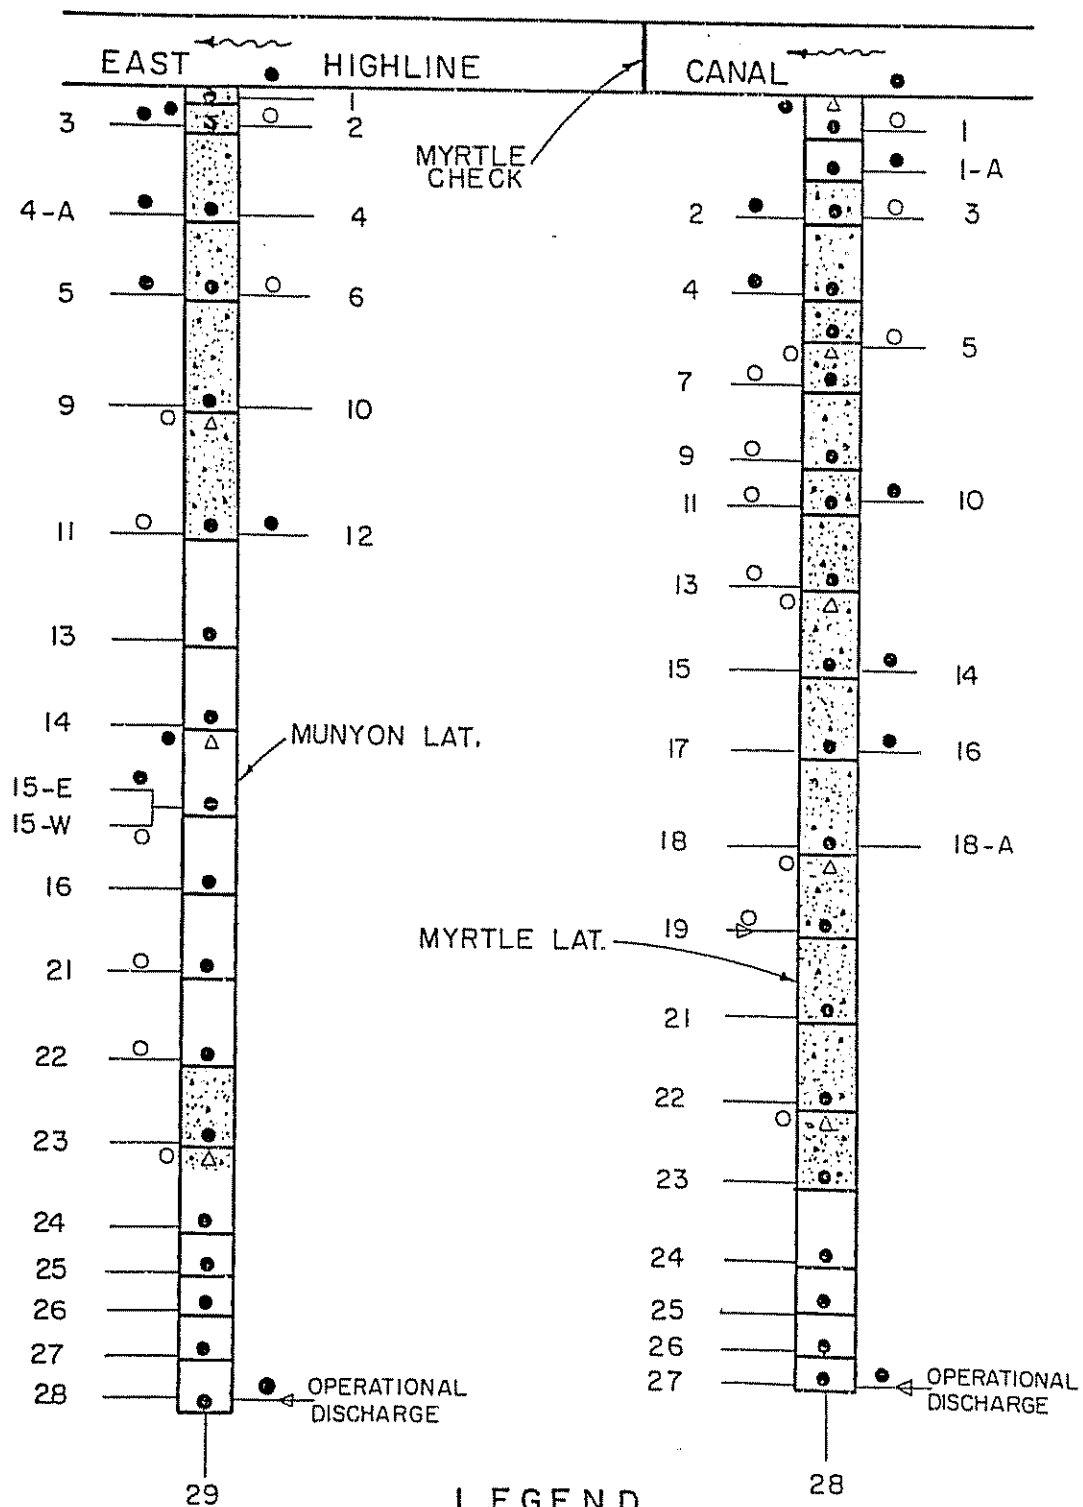 EAST HIGHLINE CANAL
MYRTLE
CHECK
1
3 2
4-A 4
5 6
9 10
11 12
13
14
MUNYON LAT.
15-E
15-W
16
21
22
23
24
25
26
27
28
OPERATIONAL
DISCHARGE
29
1
1-A
2 3
4
5
7
9
11 10
13
15 14
17 16
18 18-A
19
MYRTLE LAT.
21
22
23
24
25
26
27
OPERATIONAL
DISCHARGE
28
LEGEND